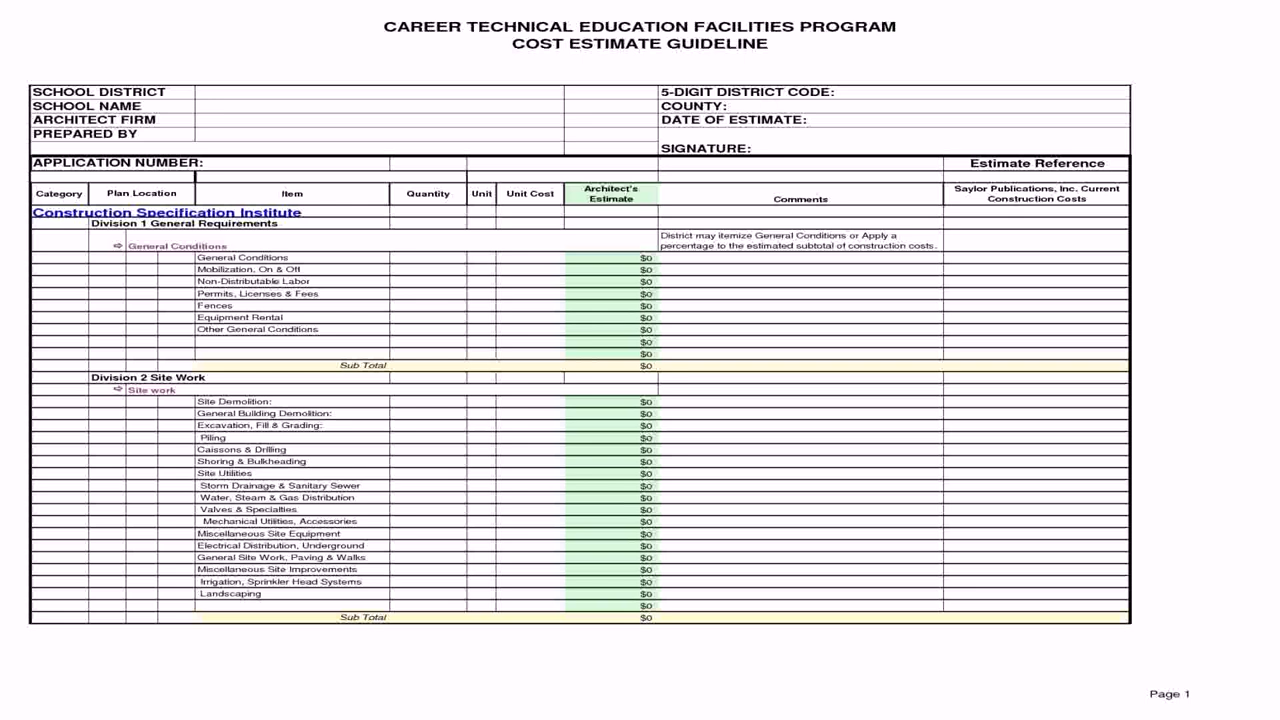 CAREER TECHNICAL EDUCATION FACILITIES PROGRAM
COST ESTIMATE GUIDELINE
SCHOOL DISTRICT 5-DIGIT DISTRICT CODE:
SCHOOL NAME COUNTY:
ARCHITECT FIRM DATE OF ESTIMATE:
PREPARED BY
SIGNATURE:
APPLICATION NUMBER: Estimate Reference
Category Plan Location Item Quantity Unit Unit Cost Architect's Estimate Comments Saylor Publications, Inc. Current Construction Costs
Construction Specification Institute
Division 1 General Requirements
District may itemize General Conditions or Apply a
⇨ General Conditions percentage to the estimated subtotal of construction costs.
General Conditions $0
Mobilization, On & Off $0
Non-Distributable Labor $0
Permits, Licenses & Fees $0
Fences $0
Equipment Rental $0
Other General Conditions $0
$0
$0
Sub Total $0
Division 2 Site Work
⇨ Site work
Site Demolition: $0
General Building Demolition: $0
Excavation, Fill & Grading: $0
Piling $0
Caissons & Drilling $0
Shoring & Bulkheading $0
Site Utilities $0
Storm Drainage & Sanitary Sewer $0
Water, Steam & Gas Distribution $0
Valves & Specialties $0
Mechanical Utilities, Accessories $0
Miscellaneous Site Equipment $0
Electrical Distribution, Underground $0
General Site Work, Paving & Walks $0
Miscellaneous Site Improvements $0
Irrigation, Sprinkler Head Systems $0
Landscaping $0
$0
Sub Total $0
Page 1